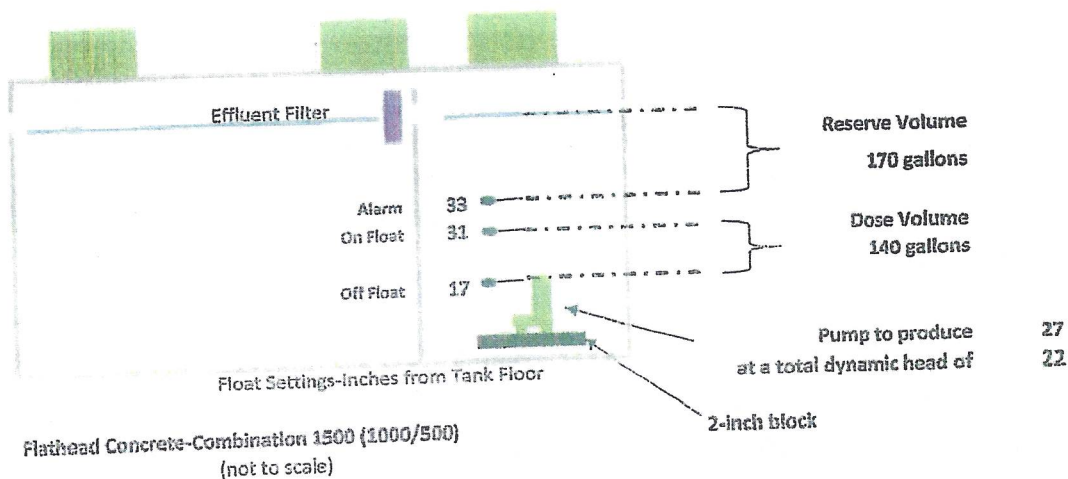 Effluent Filter
Reserve Volume
170 gallons
Alarm 33
On Float 31
Dose Volume
140 gallons
Off Float 17
Pump to produce 27
at a total dynamic head of 22
Float Settings-Inches from Tank Floor
2-inch block
Flathead Concrete-Combination 1500 (1000/500)
(not to scale)